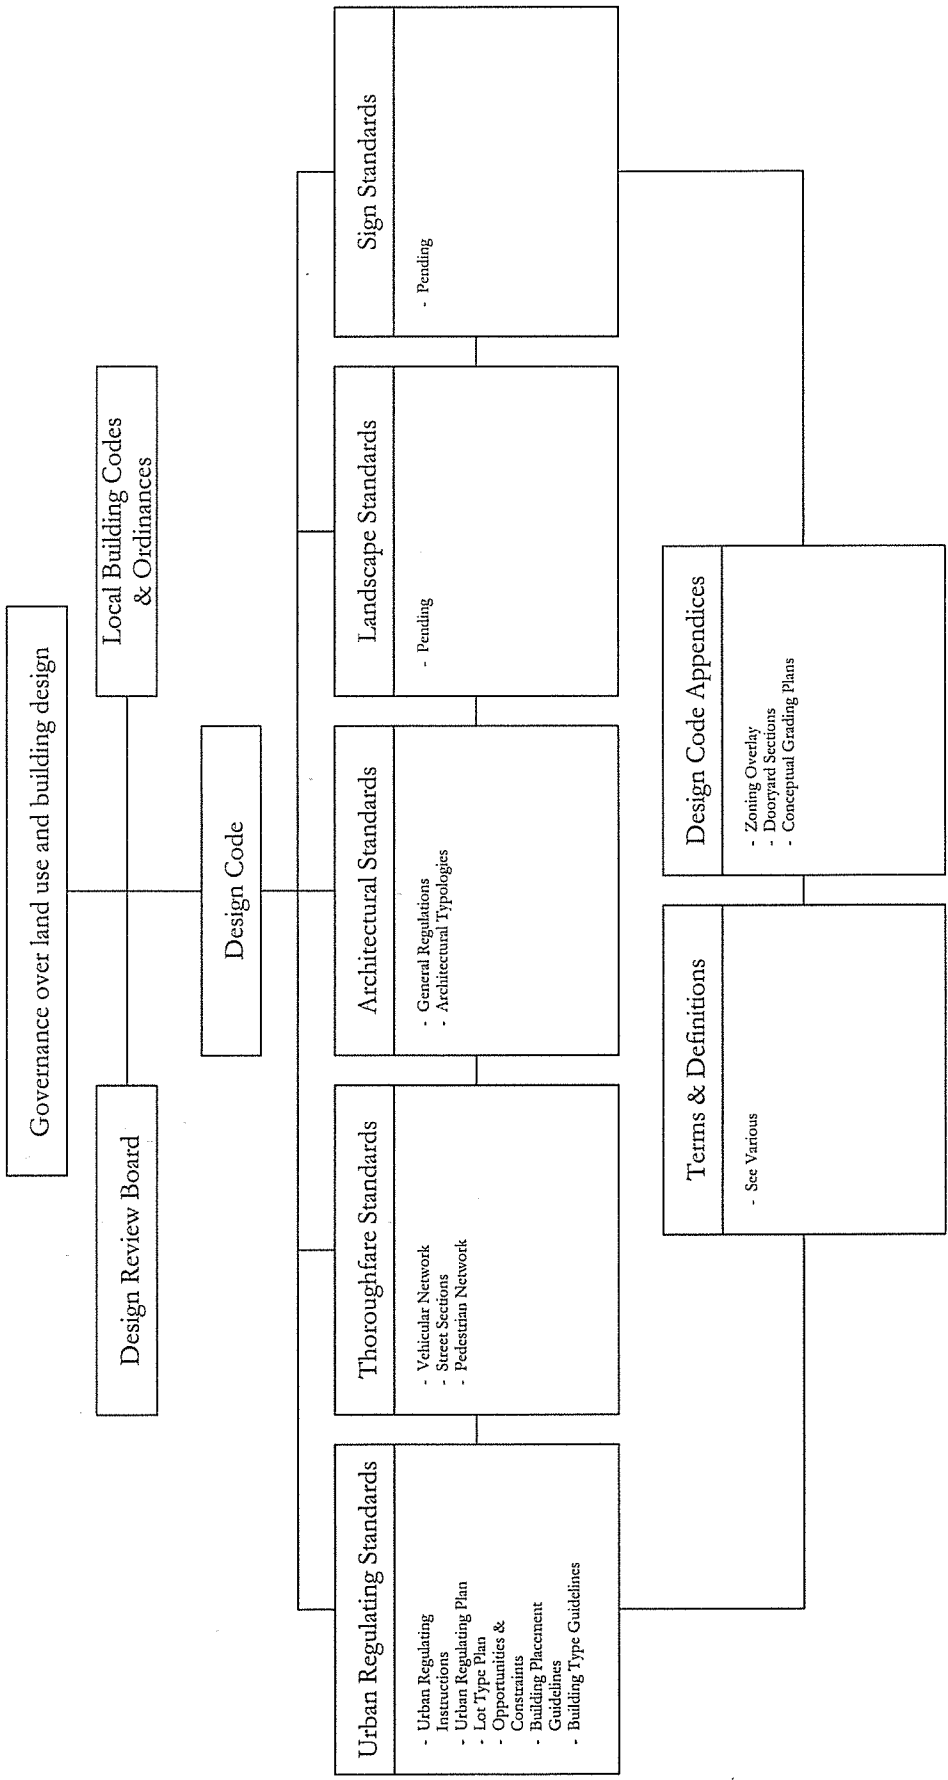 Governance over land use and building design
Design Review Board
Local Building Codes
& Ordinances
Design Code
Urban Regulating Standards
- Urban Regulating
Instructions
- Urban Regulating Plan
- Lot Type Plan
- Opportunities &
Constraints
- Building Placement
Guidelines
- Building Type Guidelines
Thoroughfare Standards
- Vehicular Network
- Street Sections
- Pedestrian Network
Architectural Standards
- General Regulations
- Architectural Typologies
Landscape Standards
- Pending
Sign Standards
- Pending
Terms & Definitions
- See Various
Design Code Appendices
- Zoning Overlay
- Dooryard Sections
- Conceptual Grading Plans